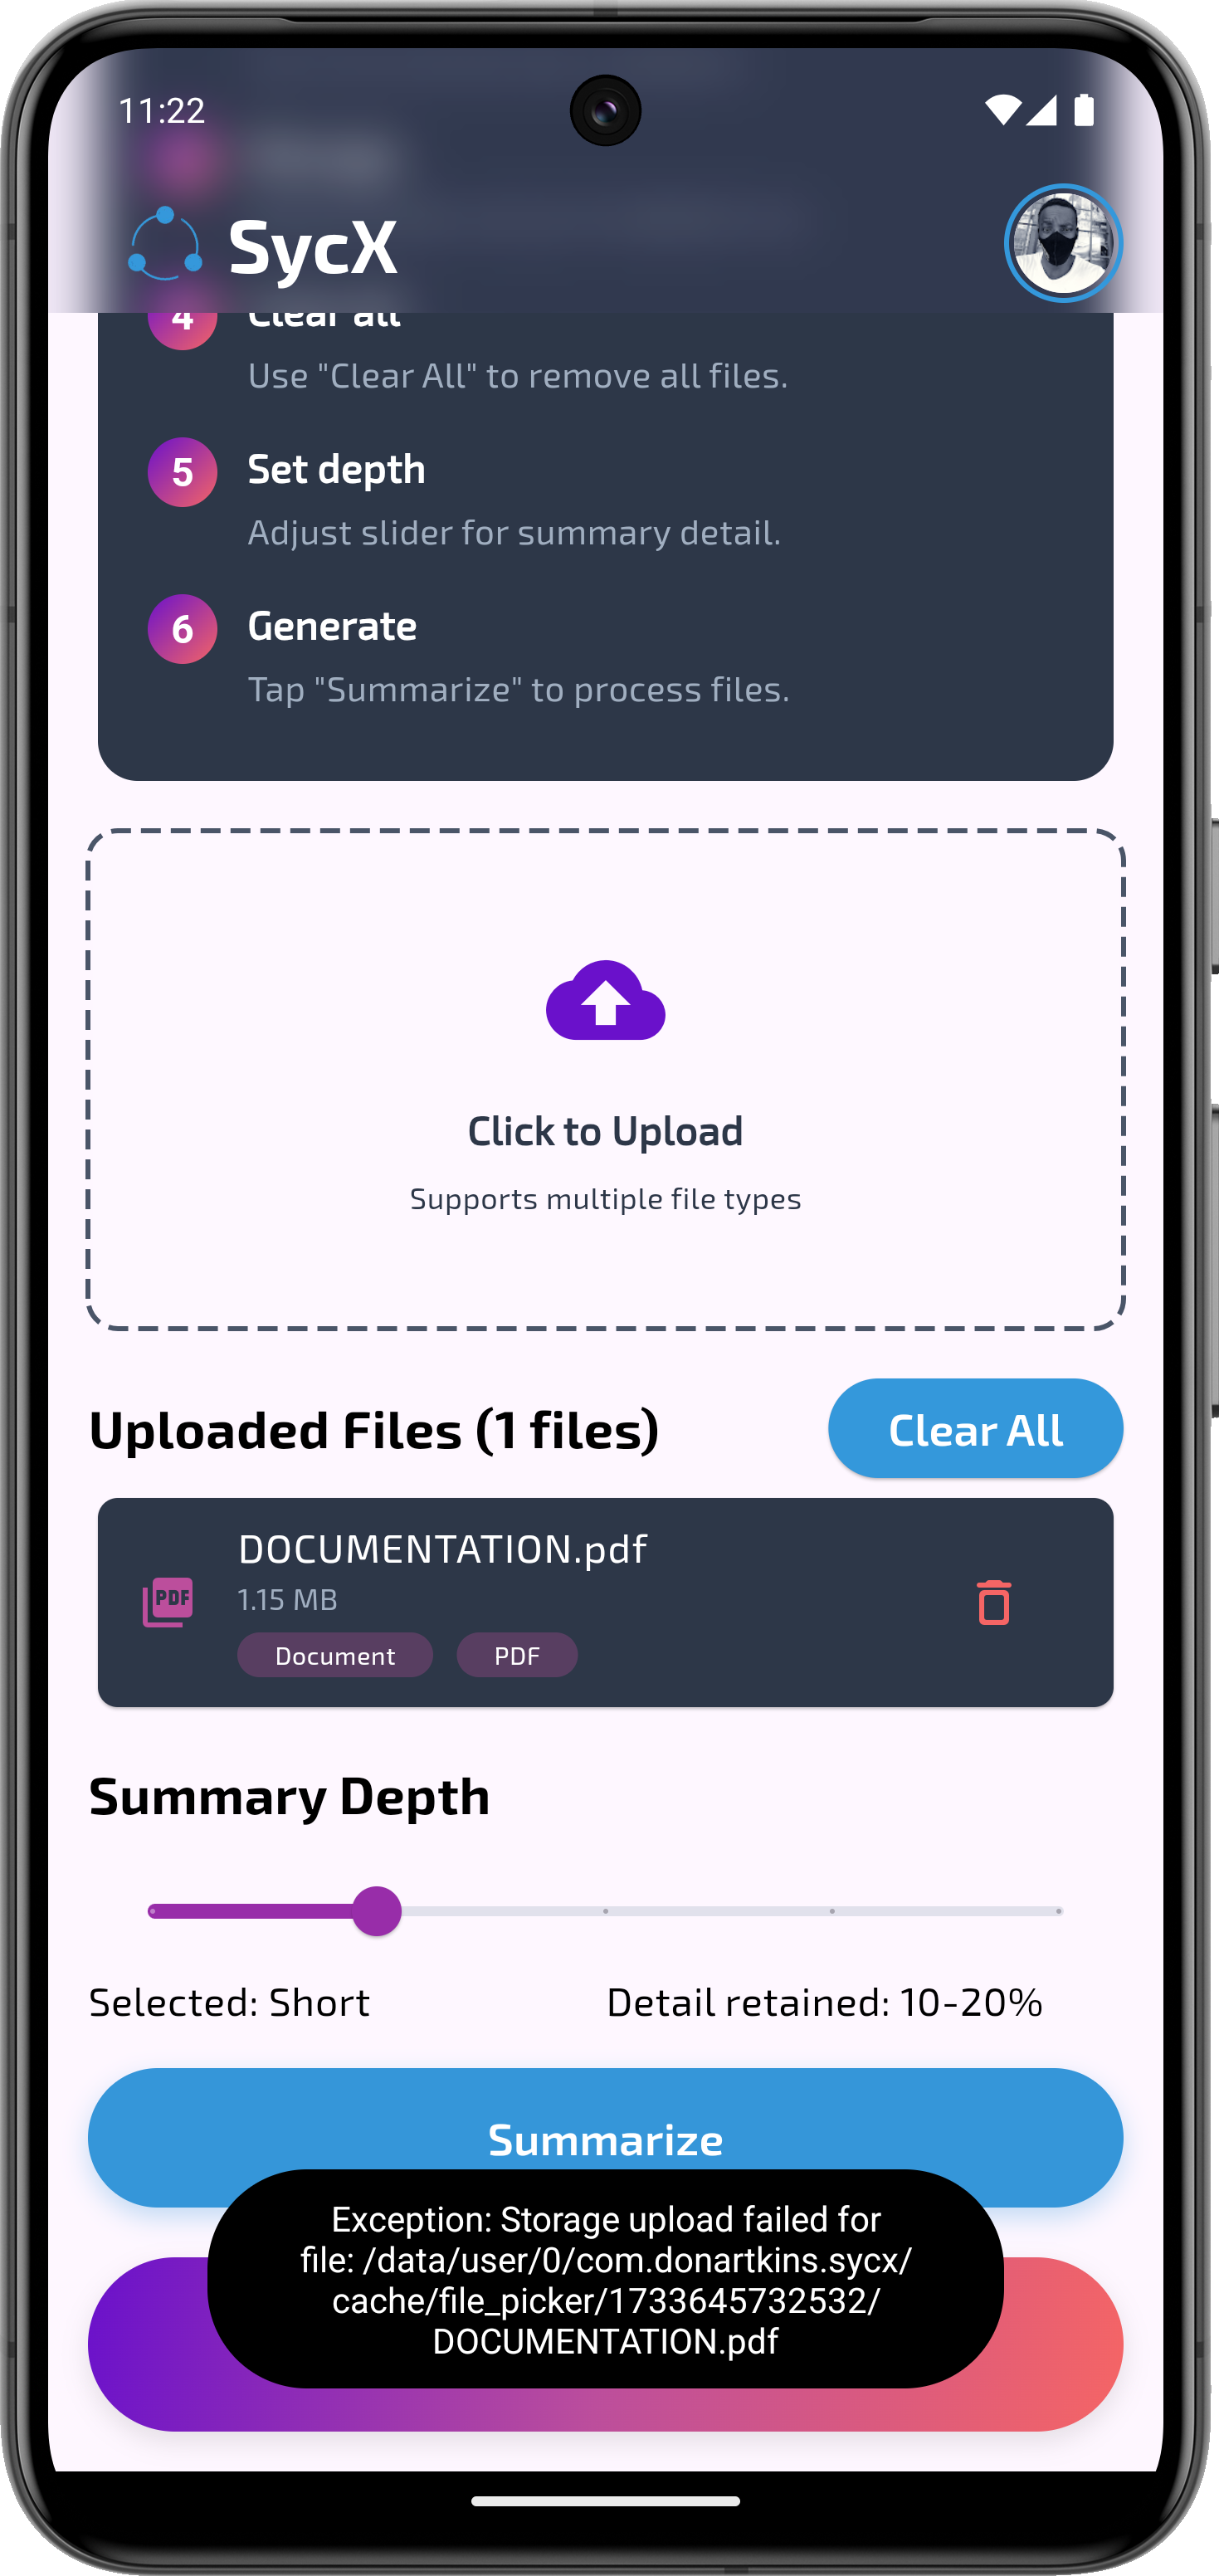 11:22
SycX
4 Clear all
Use "Clear All" to remove all files.
5 Set depth
Adjust slider for summary detail.
6 Generate
Tap "Summarize" to process files.
Click to Upload
Supports multiple file types
Uploaded Files (1 files)
Clear All
DOCUMENTATION.pdf
PDF
1.15 MB
Document PDF
Summary Depth
Selected: Short Detail retained: 10-20%
Summarize
Exception: Storage upload failed for
file: /data/user/0/com.donartkins.sycx/
cache/file_picker/1733645732532/
DOCUMENTATION.pdf